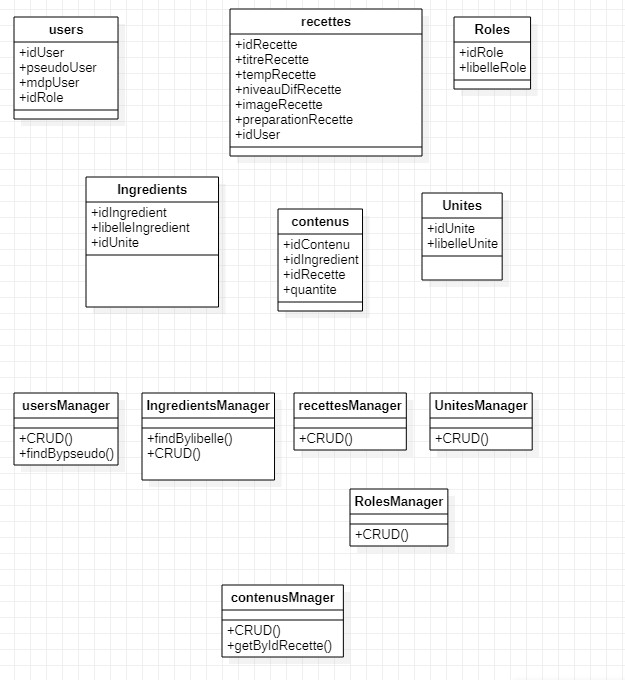 users
+idUser
+pseudoUser
+mdpUser
+idRole
recettes
+idRecette
+titreRecette
+tempRecette
+niveauDifRecette
+imageRecette
+preparationRecette
+idUser
Roles
+idRole
+libelleRole
Ingredients
+idIngredient
+libelleIngredient
+idUnite
contenus
+idContenu
+idIngredient
+idRecette
+quantite
Unites
+idUnite
+libelleUnite
usersManager
+CRUD()
+findBypseudo()
IngredientsManager
+findBylibelle()
+CRUD()
recettesManager
+CRUD()
UnitesManager
+CRUD()
RolesManager
+CRUD()
contenusMnager
+CRUD()
+getByIdRecette()